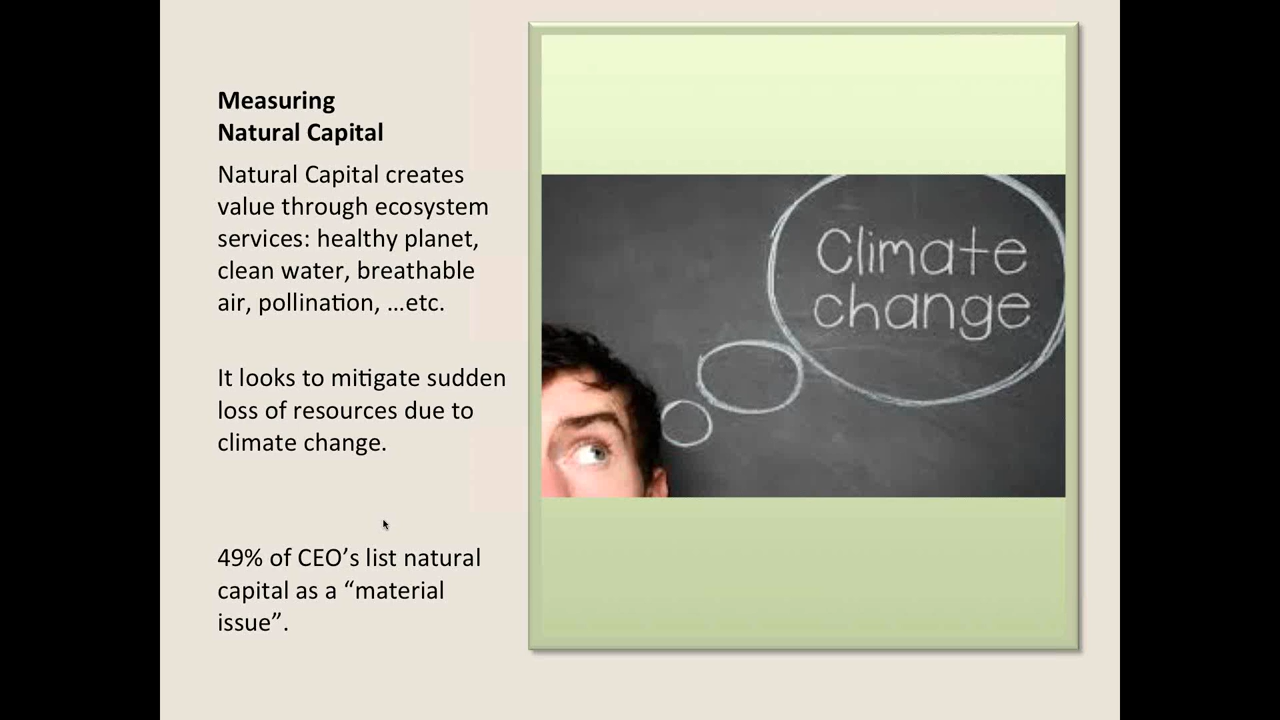 Measuring
Natural Capital
Natural Capital creates
value through ecosystem
services: healthy planet,
clean water, breathable
air, pollination, …etc.
It looks to mitigate sudden
loss of resources due to
climate change.
49% of CEO’s list natural
capital as a “material
issue”.
Climate
change